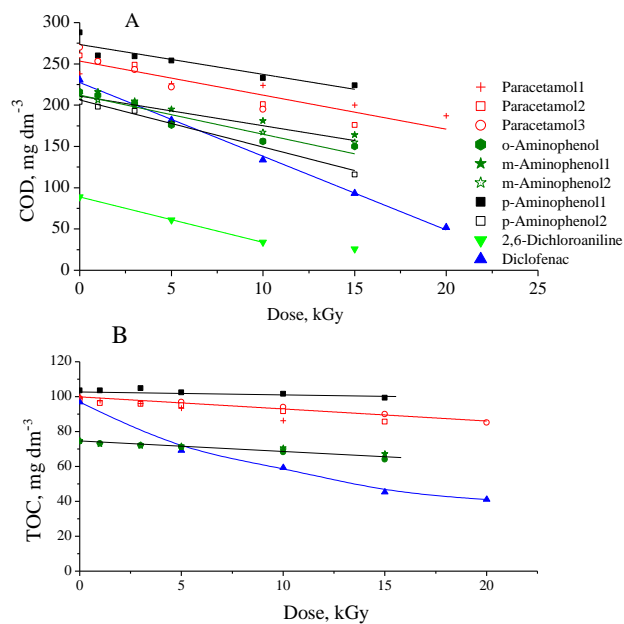 A
300
250
200
150
100
50
0
COD, mg dm⁻³
0 5 10 15 20 25
Dose, kGy
Paracetamol1
Paracetamol2
Paracetamol3
o-Aminophenol
m-Aminophenol1
m-Aminophenol2
p-Aminophenol1
p-Aminophenol2
2,6-Dichloroaniline
Diclofenac
B
120
100
80
60
40
20
0
TOC, mg dm⁻³
0 5 10 15 20
Dose, kGy